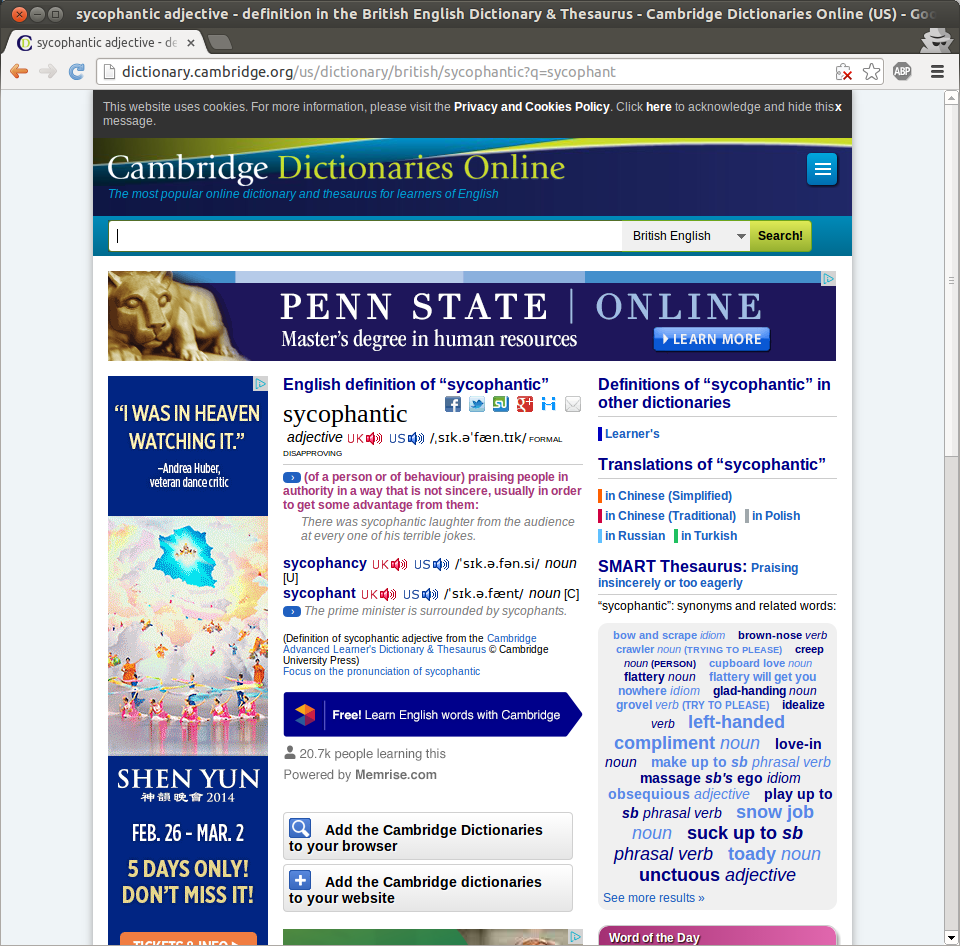 sycophantic adjective - definition in the British English Dictionary & Thesaurus - Cambridge Dictionaries Online (US) - Goo
sycophantic adjective - de
dictionary.cambridge.org/us/dictionary/british/sycophantic?q=sycophant
ABP
This website uses cookies. For more information, please visit the Privacy and Cookies Policy. Click here to acknowledge and hide this x
message.
Cambridge Dictionaries Online
The most popular online dictionary and thesaurus for learners of English
British English
Search!
PENN STATE | ONLINE
Master's degree in human resources
LEARN MORE
“I WAS IN HEAVEN
WATCHING IT.”
–Andrea Huber,
veteran dance critic
SHEN YUN
神韻晚會 2014
FEB. 26 - MAR. 2
5 DAYS ONLY!
DON'T MISS IT!
TICKETS & INFO
English definition of “sycophantic”
sycophantic
adjective UK US /ˌsɪk.əˈfæn.tɪk/ FORMAL
DISAPPROVING
(of a person or of behaviour) praising people in
authority in a way that is not sincere, usually in order
to get some advantage from them:
There was sycophantic laughter from the audience
at every one of his terrible jokes.
sycophancy UK US /ˈsɪk.ə.fən.si/ noun
[U]
sycophant UK US /ˈsɪk.ə.fænt/ noun [C]
The prime minister is surrounded by sycophants.
(Definition of sycophantic adjective from the Cambridge
Advanced Learner's Dictionary & Thesaurus © Cambridge
University Press)
Focus on the pronunciation of sycophantic
Free! Learn English words with Cambridge
20.7k people learning this
Powered by Memrise.com
Add the Cambridge Dictionaries
to your browser
Add the Cambridge dictionaries
to your website
Definitions of “sycophantic” in
other dictionaries
Learner's
Translations of “sycophantic”
in Chinese (Simplified)
in Chinese (Traditional) in Polish
in Russian in Turkish
SMART Thesaurus: Praising
insincerely or too eagerly
“sycophantic”: synonyms and related words:
bow and scrape idiom brown-nose verb
crawler noun (TRYING TO PLEASE) creep
noun (PERSON) cupboard love noun
flattery noun flattery will get you
nowhere idiom glad-handing noun
grovel verb (TRY TO PLEASE) idealize
verb left-handed
compliment noun love-in
noun make up to sb phrasal verb
massage sb's ego idiom
obsequious adjective play up to
sb phrasal verb snow job
noun suck up to sb
phrasal verb toady noun
unctuous adjective
See more results »
Word of the Day